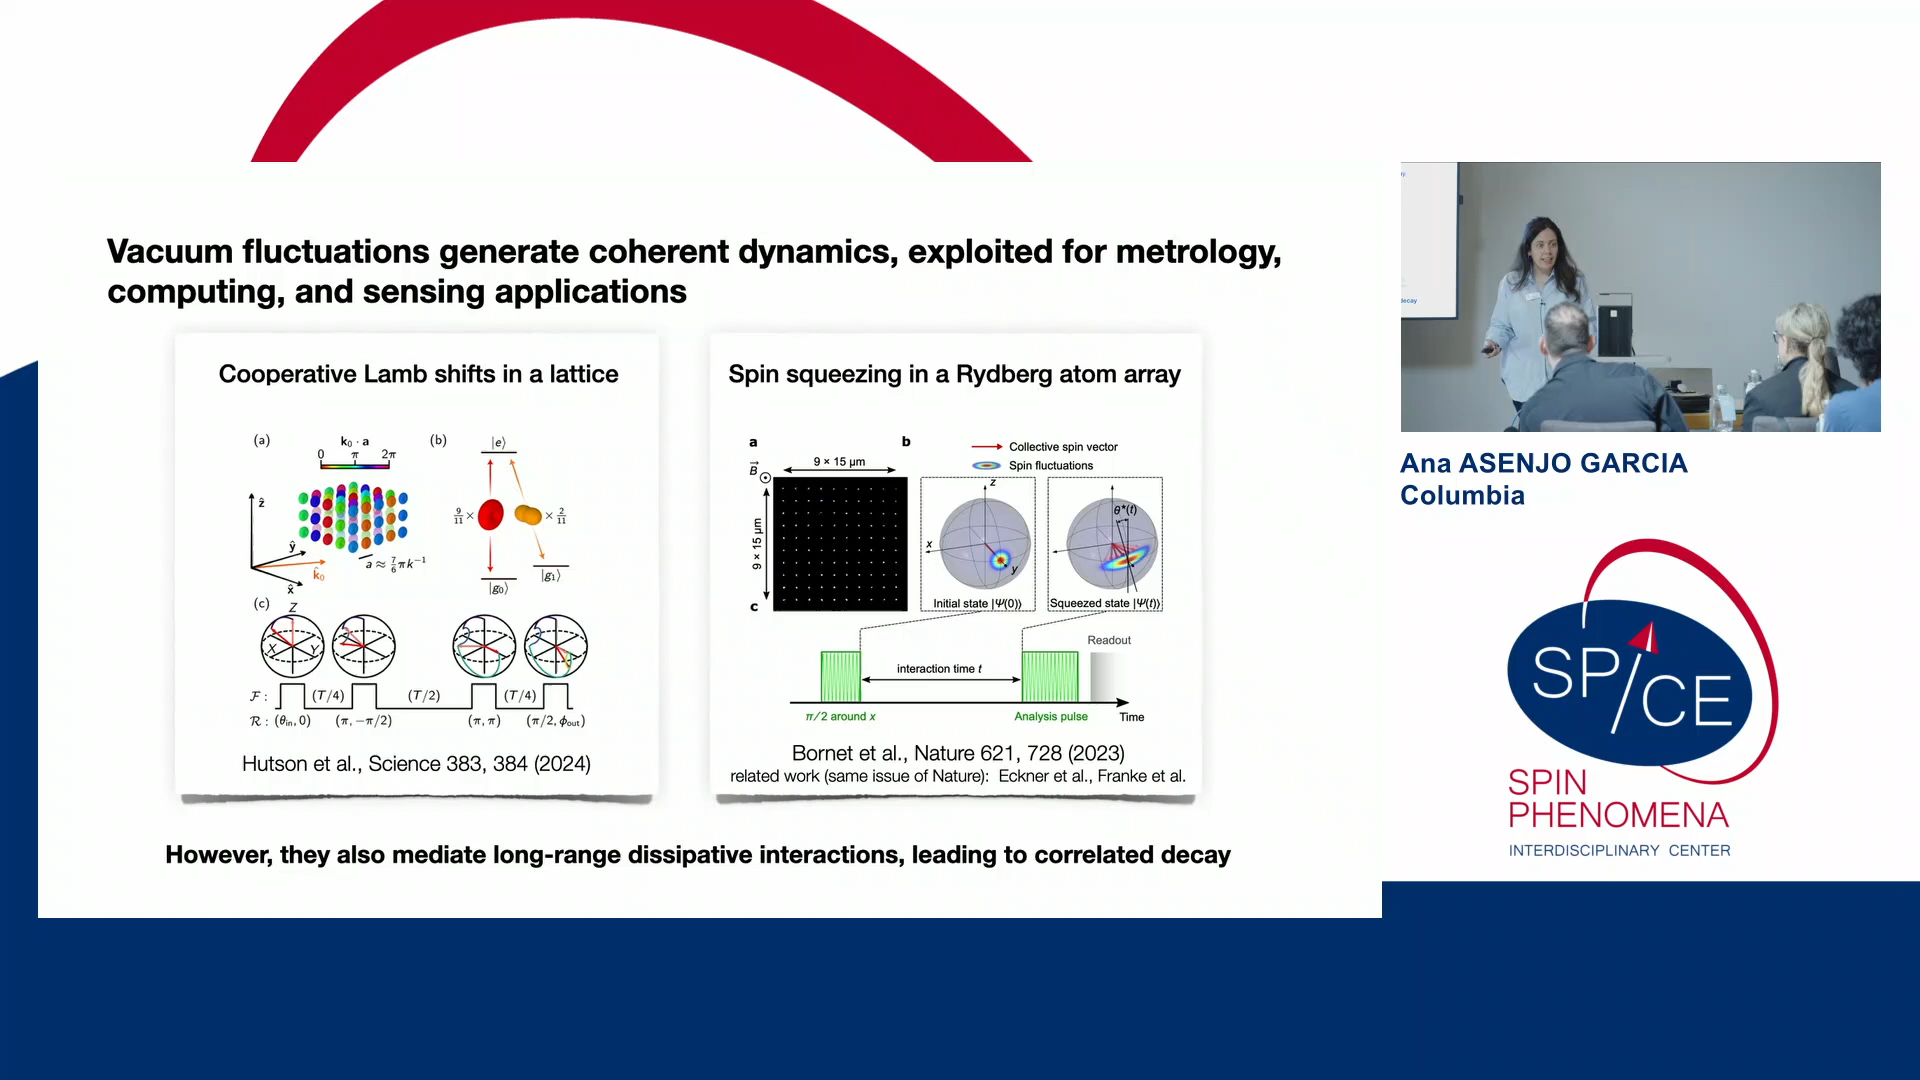 Vacuum fluctuations generate coherent dynamics, exploited for metrology,
computing, and sensing applications
Cooperative Lamb shifts in a lattice
(a)
k₀ · a
0 π 2π
ẑ
ŷ
k̂₀
x̂
a ≈ 7/6 πk⁻¹
(b)
|e⟩
9/11 ×
× 2/11
|g₀⟩
|g₁⟩
(c)
Z
X Y
F : (T/4) (T/2) (T/4)
R : (θin, 0) (π, −π/2) (π, π) (π/2, ϕout)
Hutson et al., Science 383, 384 (2024)
Spin squeezing in a Rydberg atom array
a
B⃗
9 × 15 µm
9 × 15 µm
b
Collective spin vector
Spin fluctuations
z
x
y
Initial state |Ψ(0)⟩
θ*(t)
Squeezed state |Ψ(t)⟩
c
Readout
interaction time t
π/2 around x
Analysis pulse
Time
Bornet et al., Nature 621, 728 (2023)
related work (same issue of Nature): Eckner et al., Franke et al.
However, they also mediate long-range dissipative interactions, leading to correlated decay
decay
Ana ASENJO GARCIA
Columbia
SPICE
SPIN
PHENOMENA
INTERDISCIPLINARY CENTER